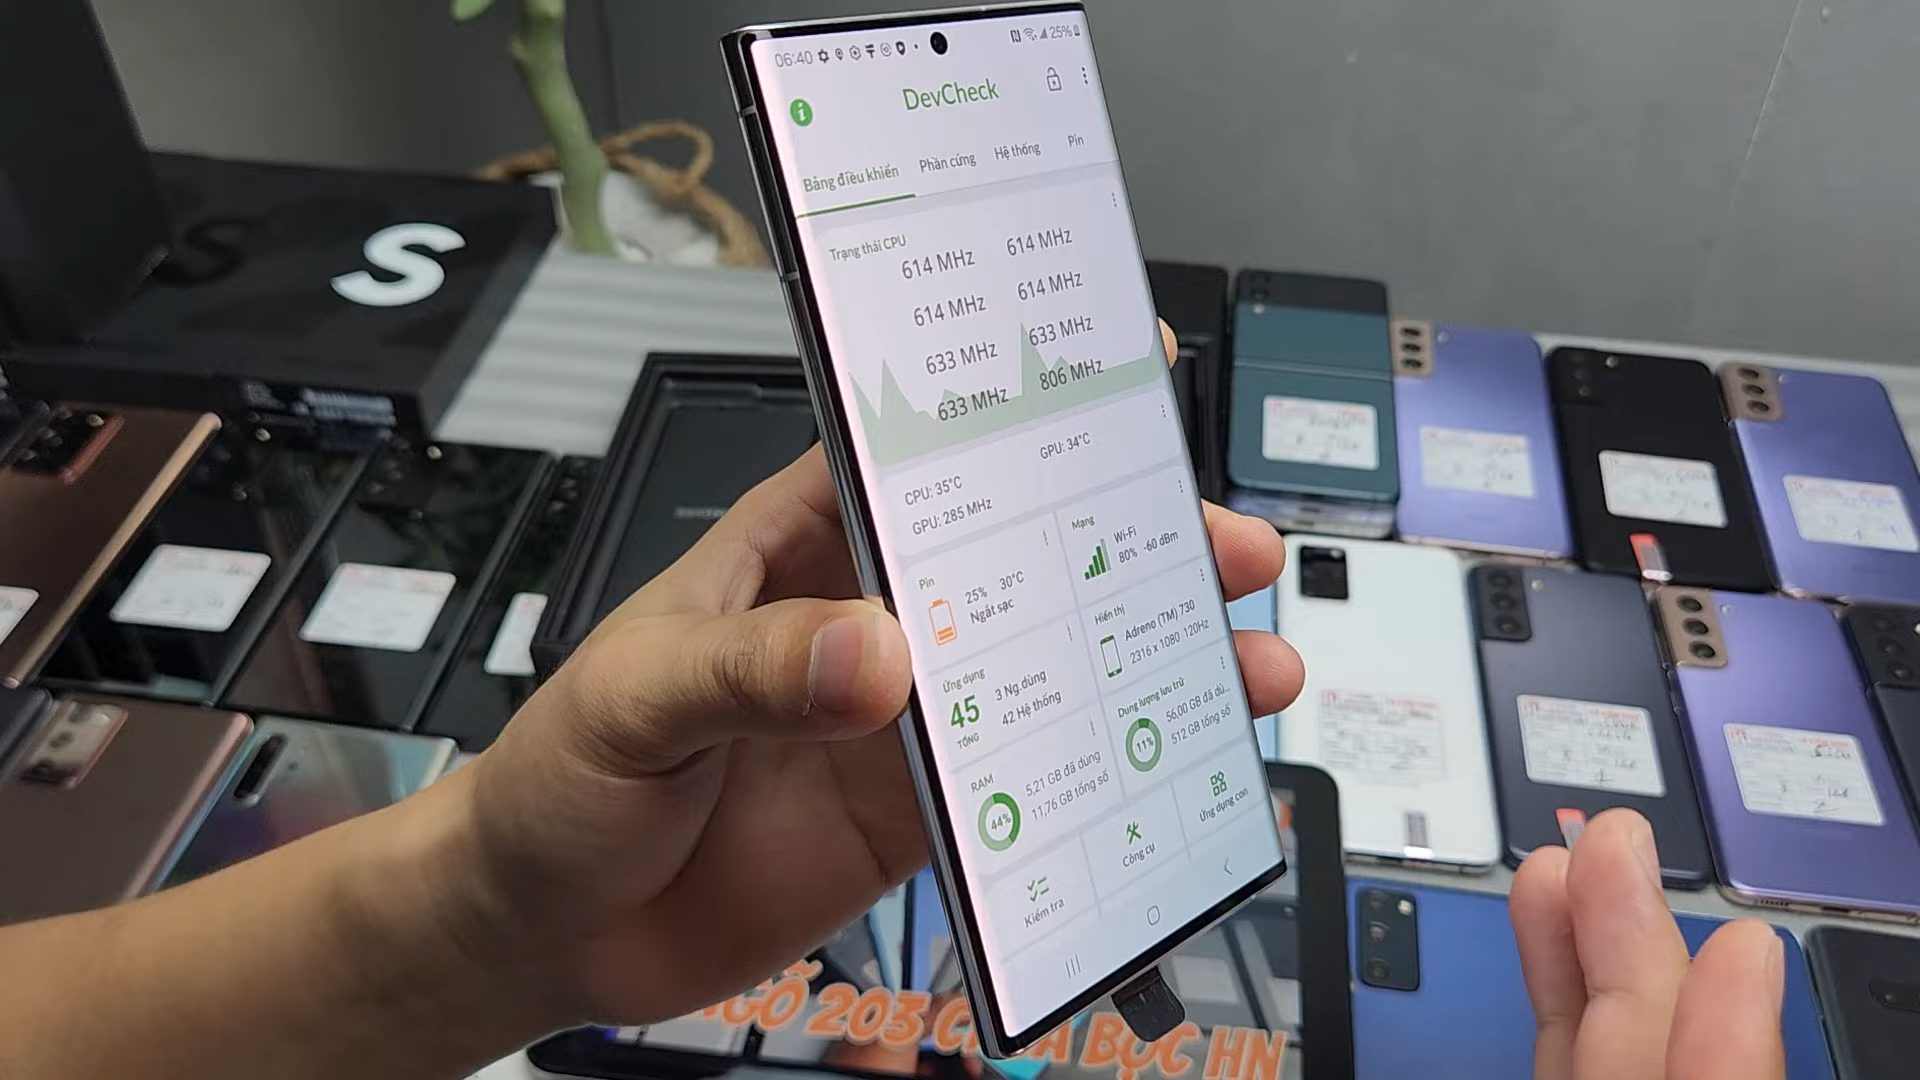 06:40
25%
DevCheck
Bảng điều khiển
Phần cứng
Hệ thống
Pin
Trạng thái CPU
614 MHz
614 MHz
614 MHz
614 MHz
633 MHz
633 MHz
633 MHz
806 MHz
CPU: 35°C
GPU: 34°C
GPU: 285 MHz
Pin
25% 30°C
Ngắt sạc
Mạng
Wi-Fi
80% -60 dBm
Ứng dụng
45
TỔNG
3 Ng.dùng
42 Hệ thống
Hiển thị
Adreno (TM) 730
2316 x 1080 120Hz
RAM
44%
5,21 GB đã dùng
11,76 GB tổng số
Dung lượng lưu trữ
11%
56,00 GB đã dù...
512 GB tổng số
Kiểm tra
Công cụ
Ứng dụng con
S
203
BỘC HN